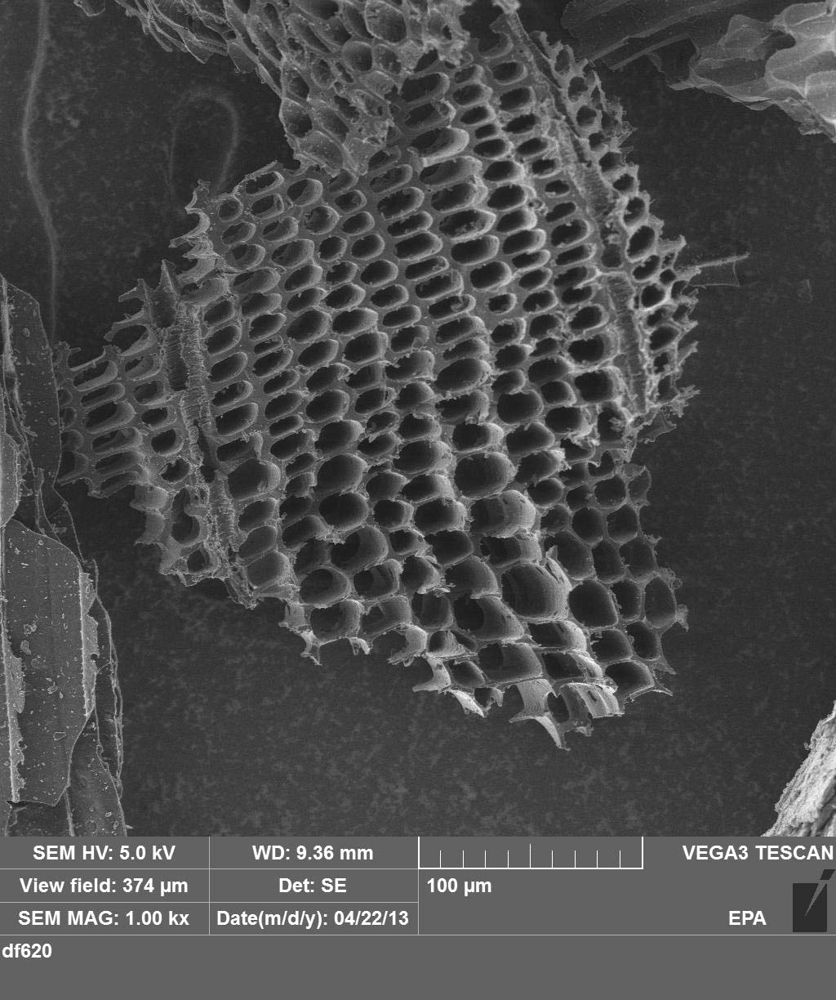 SEM HV: 5.0 kV
WD: 9.36 mm
VEGA3 TESCAN
View field: 374 µm
Det: SE
100 µm
SEM MAG: 1.00 kx
Date(m/d/y): 04/22/13
EPA
df620